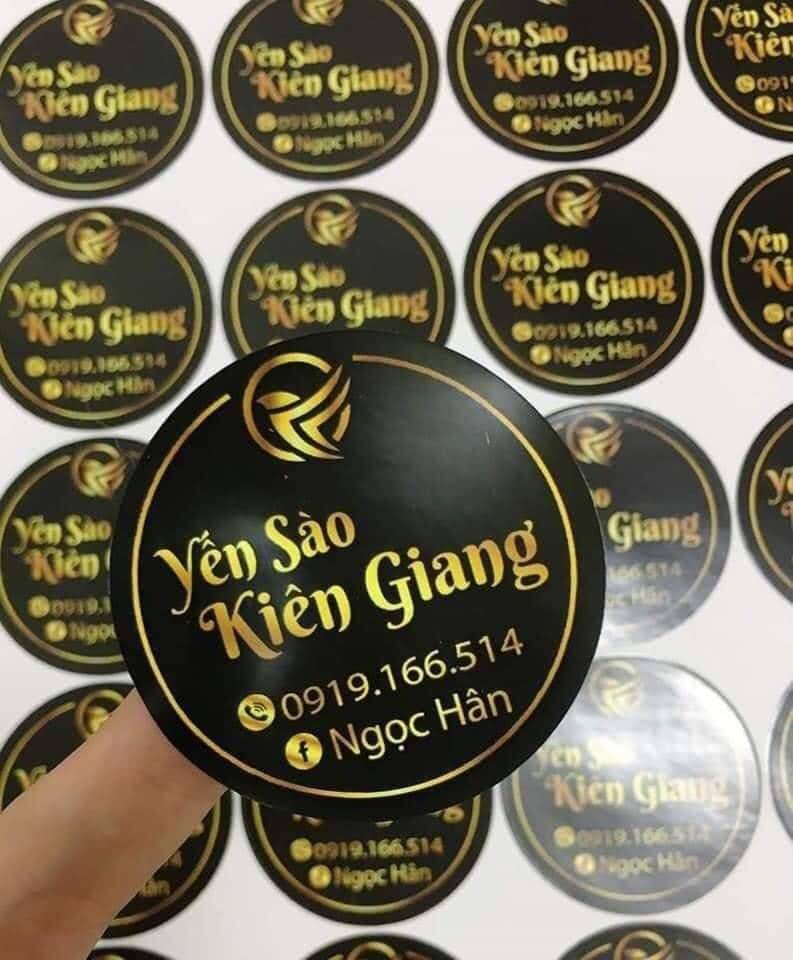 Yến Sào
Kiên Giang
0919.166.514
Ngọc Hân